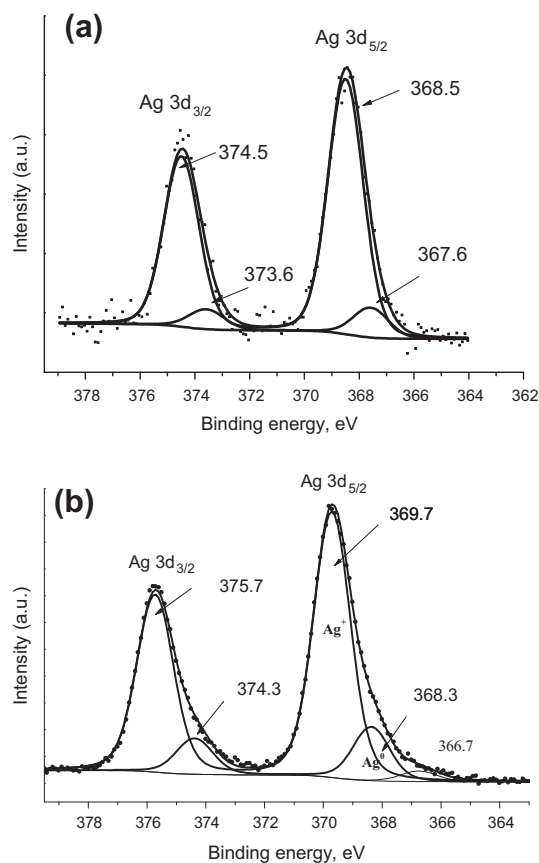 (a)
Ag 3d5/2
Ag 3d3/2
368.5
374.5
373.6
367.6
Intensity (a.u.)
378 376 374 372 370 368 366 364 362
Binding energy, eV
(b)
Ag 3d5/2
369.7
Ag 3d3/2
375.7
Ag+
374.3
368.3
366.7
Ag0
Intensity (a.u.)
378 376 374 372 370 368 366 364
Binding energy, eV